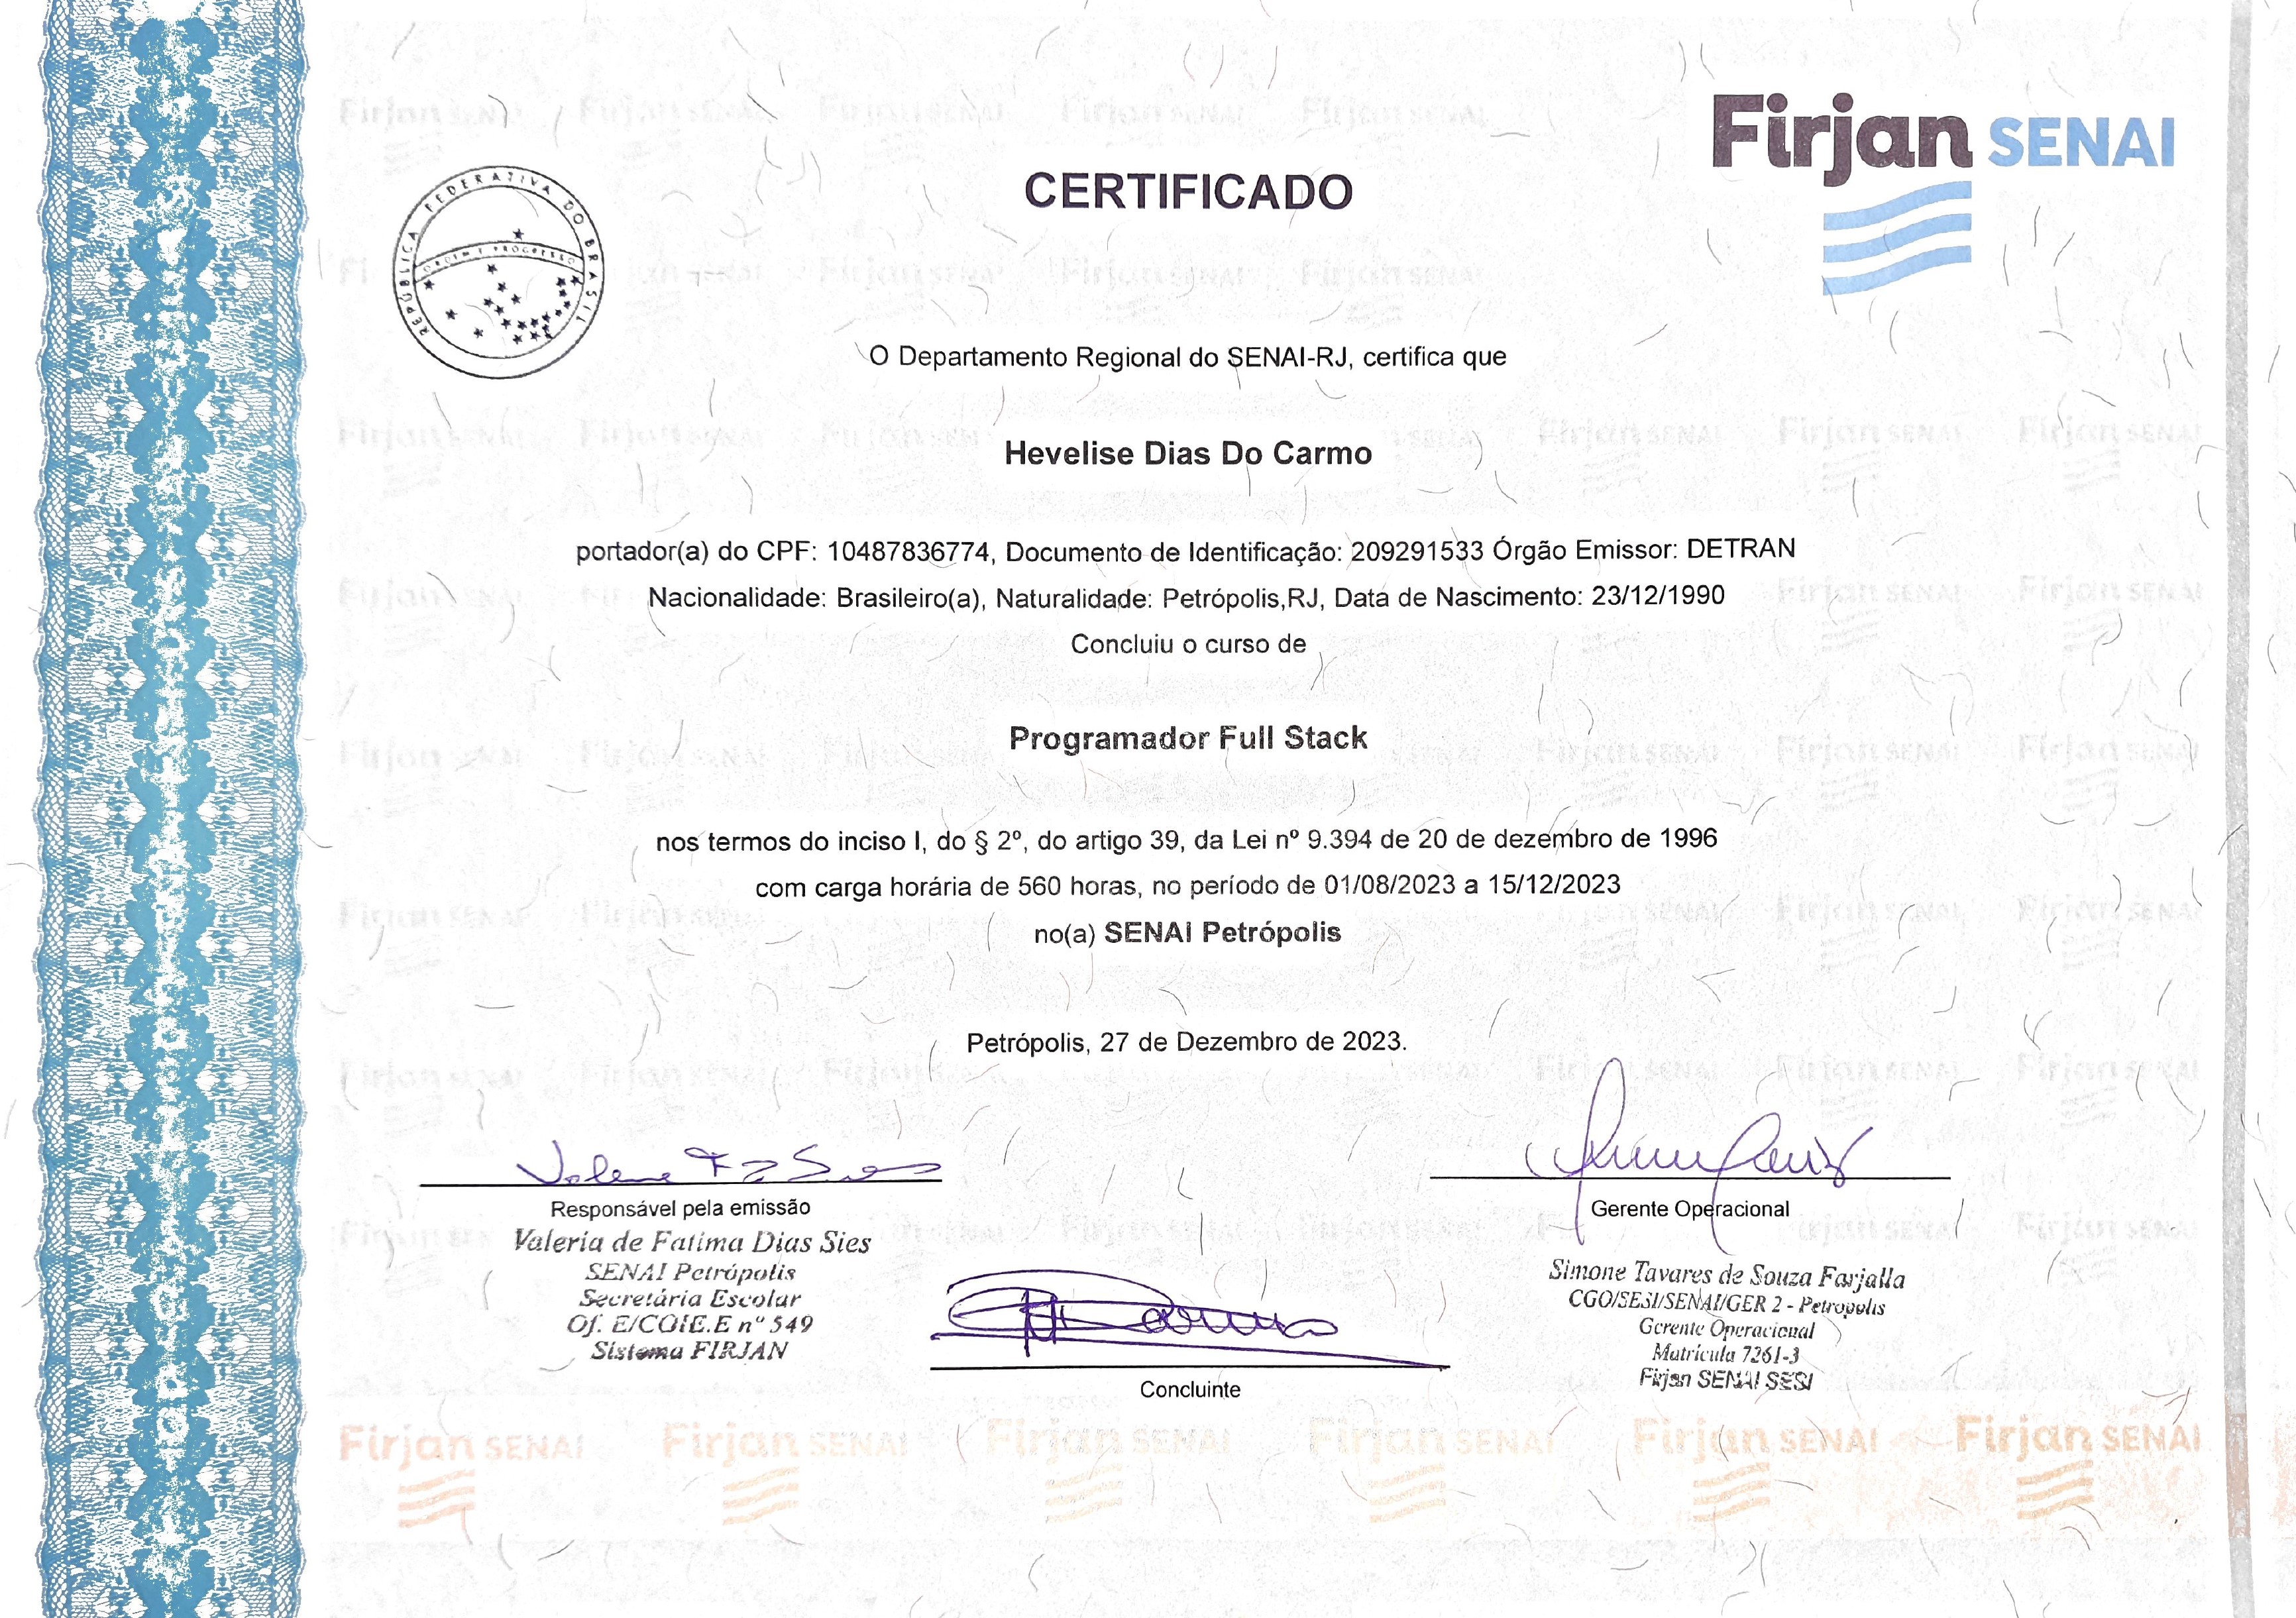 Firjan SENAI
REPÚBLICA FEDERATIVA DO BRASIL
ORDEM E PROGRESSO
CERTIFICADO
O Departamento Regional do SENAI-RJ, certifica que
Hevelise Dias Do Carmo
portador(a) do CPF: 10487836774, Documento de Identificação: 209291533 Órgão Emissor: DETRAN
Nacionalidade: Brasileiro(a), Naturalidade: Petrópolis,RJ, Data de Nascimento: 23/12/1990
Concluiu o curso de
Programador Full Stack
nos termos do inciso I, do § 2º, do artigo 39, da Lei nº 9.394 de 20 de dezembro de 1996
com carga horária de 560 horas, no período de 01/08/2023 a 15/12/2023
no(a) SENAI Petrópolis
Petrópolis, 27 de Dezembro de 2023.
Responsável pela emissão
Valeria de Fatima Dias Sies
SENAI Petrópolis
Secretária Escolar
Of. E/COIE.E nº 549
Sistema FIRJAN
Gerente Operacional
Simone Tavares de Souza Farjalla
CGO/SESI/SENAI/GER 2 - Petropolis
Gerente Operacional
Matrícula 7261-3
Firjan SENAI SESI
Concluinte
Firjan SENAI Firjan SENAI Firjan SENAI Firjan SENAI Firjan SENAI Firjan SENAI